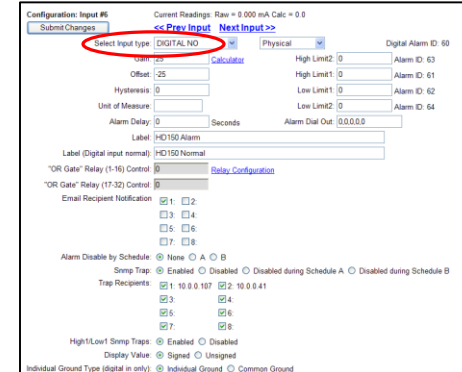 Configuration: Input #6 Current Readings: Raw = 0.000 mA Calc = 0.0
Submit Changes << Prev Input Next Input >>
Select Input type: DIGITAL NO Physical Digital Alarm ID: 60
Gain: 25 Calculator High Limit2: 0 Alarm ID: 63
Offset: -25 High Limit1: 0 Alarm ID: 61
Hysteresis: 0 Low Limit1: 0 Alarm ID: 62
Unit of Measure: Low Limit2: 0 Alarm ID: 64
Alarm Delay: 0 Seconds Alarm Dial Out: 0,0,0,0,0
Label: HD150 Alarm
Label (Digital input normal): HD150 Normal
"OR Gate" Relay (1-16) Control: 0 Relay Configuration
"OR Gate" Relay (17-32) Control: 0
Email Recipient Notification 1: 2:
3: 4:
5: 6:
7: 8:
Alarm Disable by Schedule: None A B
Snmp Trap: Enabled Disabled Disabled during Schedule A Disabled during Schedule B
Trap Recipients: 1: 10.0.0.107 2: 10.0.0.41
3: 4:
5: 6:
7: 8:
High1/Low1 Snmp Traps: Enabled Disabled
Display Value: Signed Unsigned
Individual Ground Type (digital in only): Individual Ground Common Ground